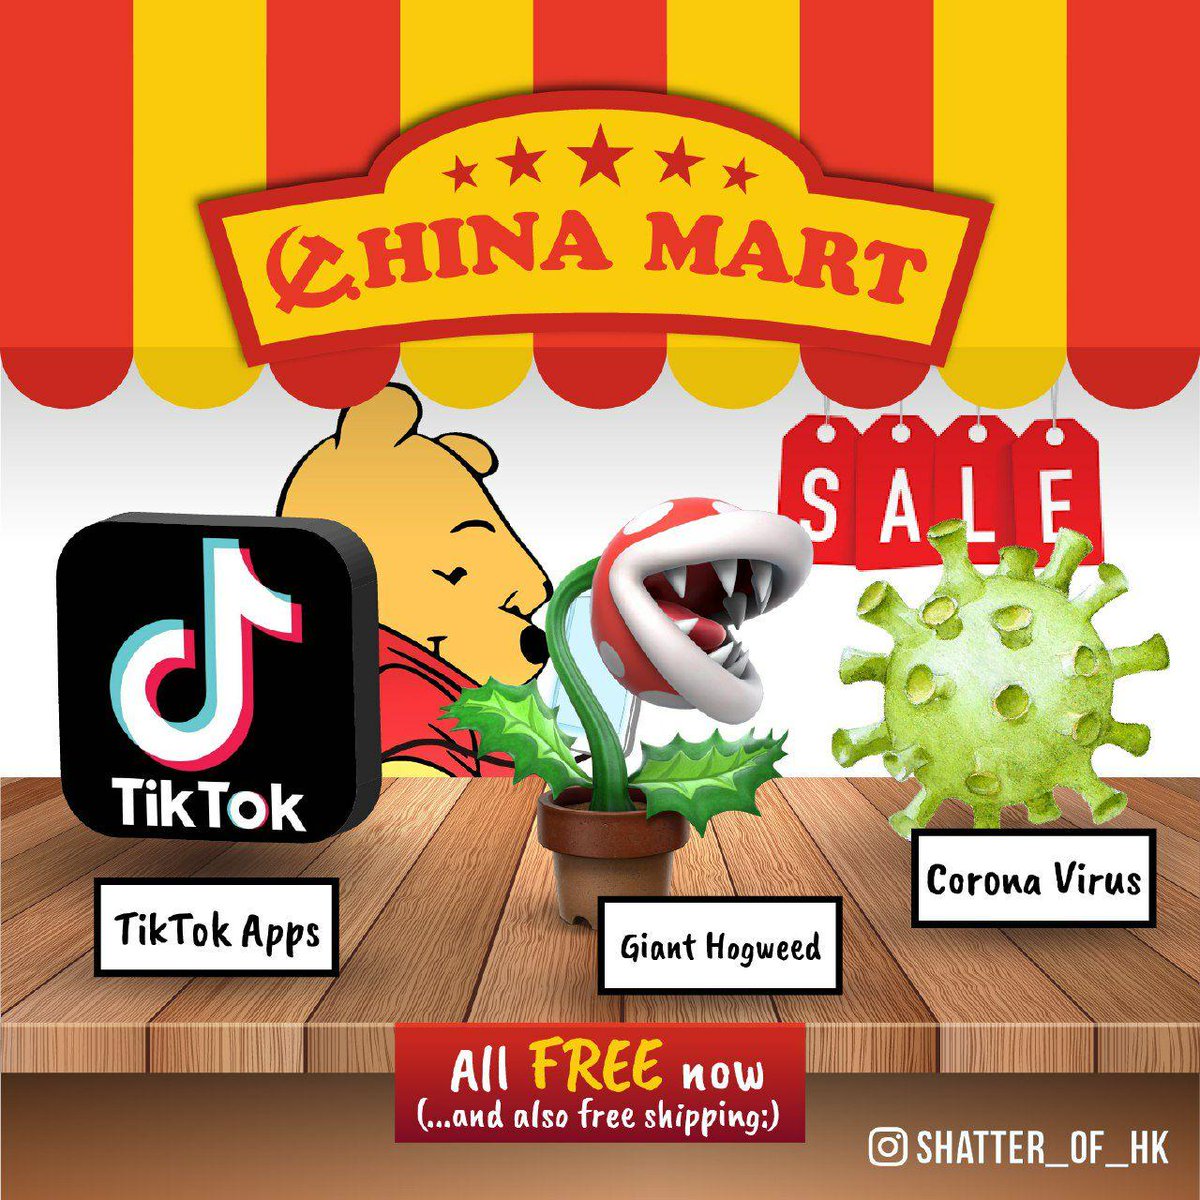 CHINA MART
SALE
TikTok
TikTok Apps
Giant Hogweed
Corona Virus
All FREE now
(...and also free shipping:)
SHATTER_OF_HK